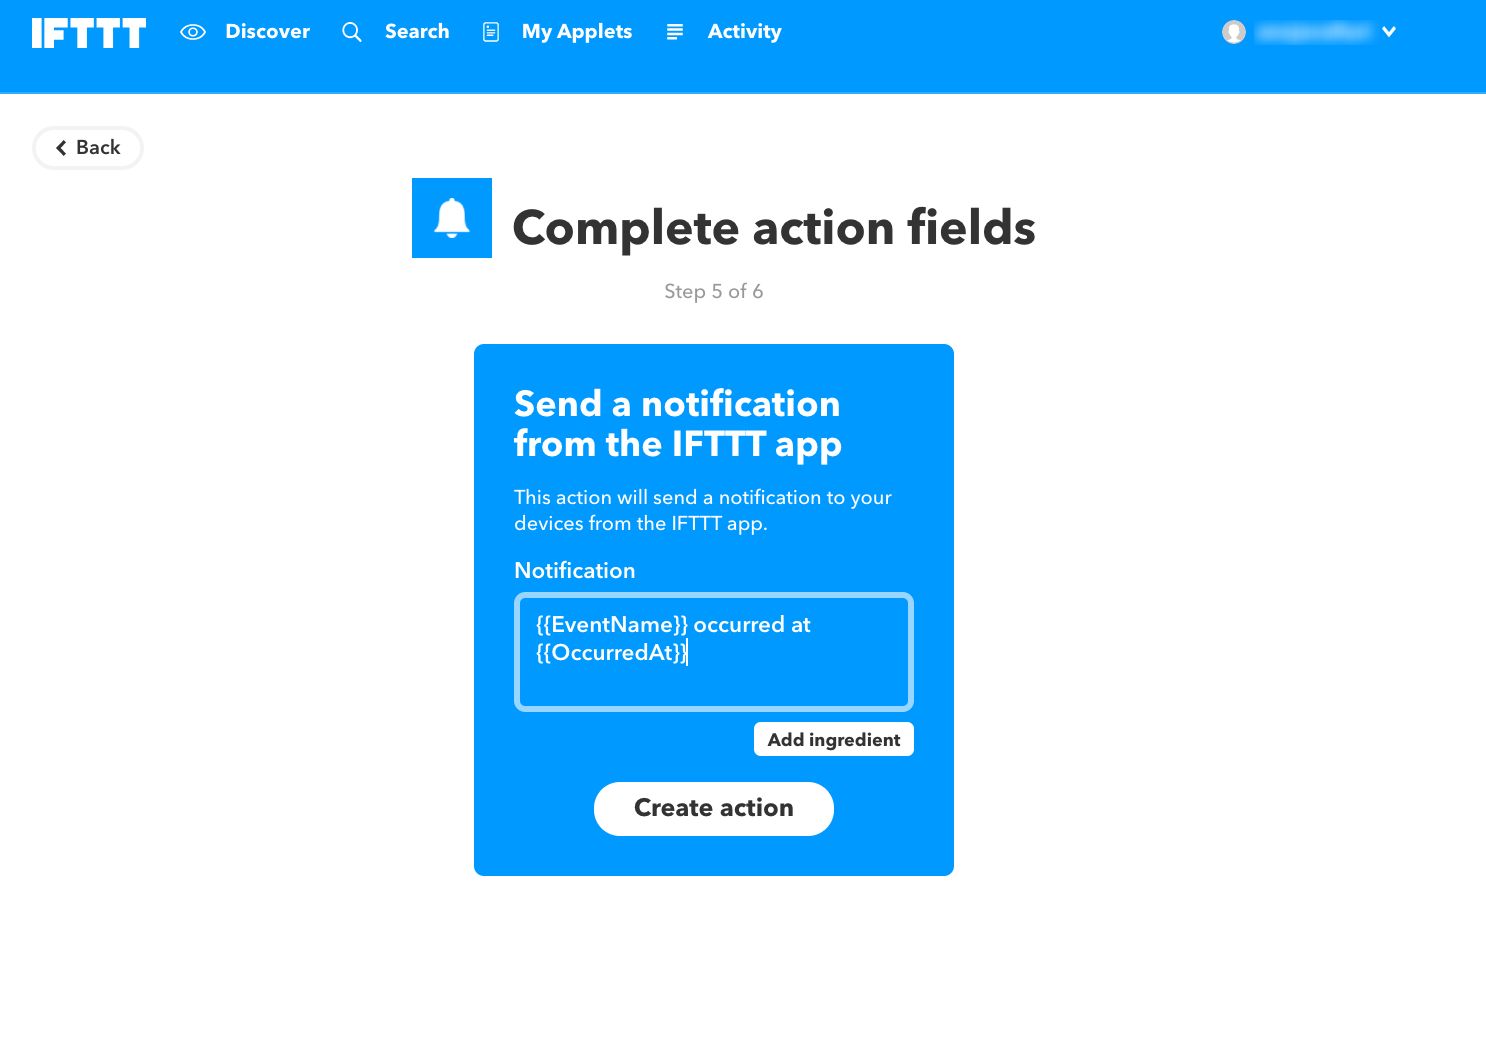 IFTTT Discover Search My Applets Activity
Back
Complete action fields
Step 5 of 6
Send a notification
from the IFTTT app
This action will send a notification to your
devices from the IFTTT app.
Notification
{{EventName}} occurred at
{{OccurredAt}}
Add ingredient
Create action